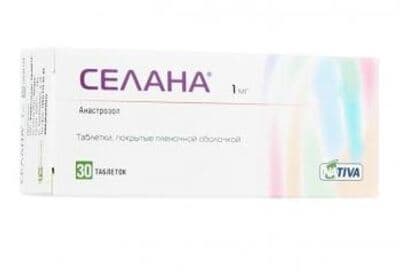 СЕЛАНА®
1 мг
Анастрозол
Таблетки, покрытые пленочной оболочкой
30 ТАБЛЕТОК
NATIVA